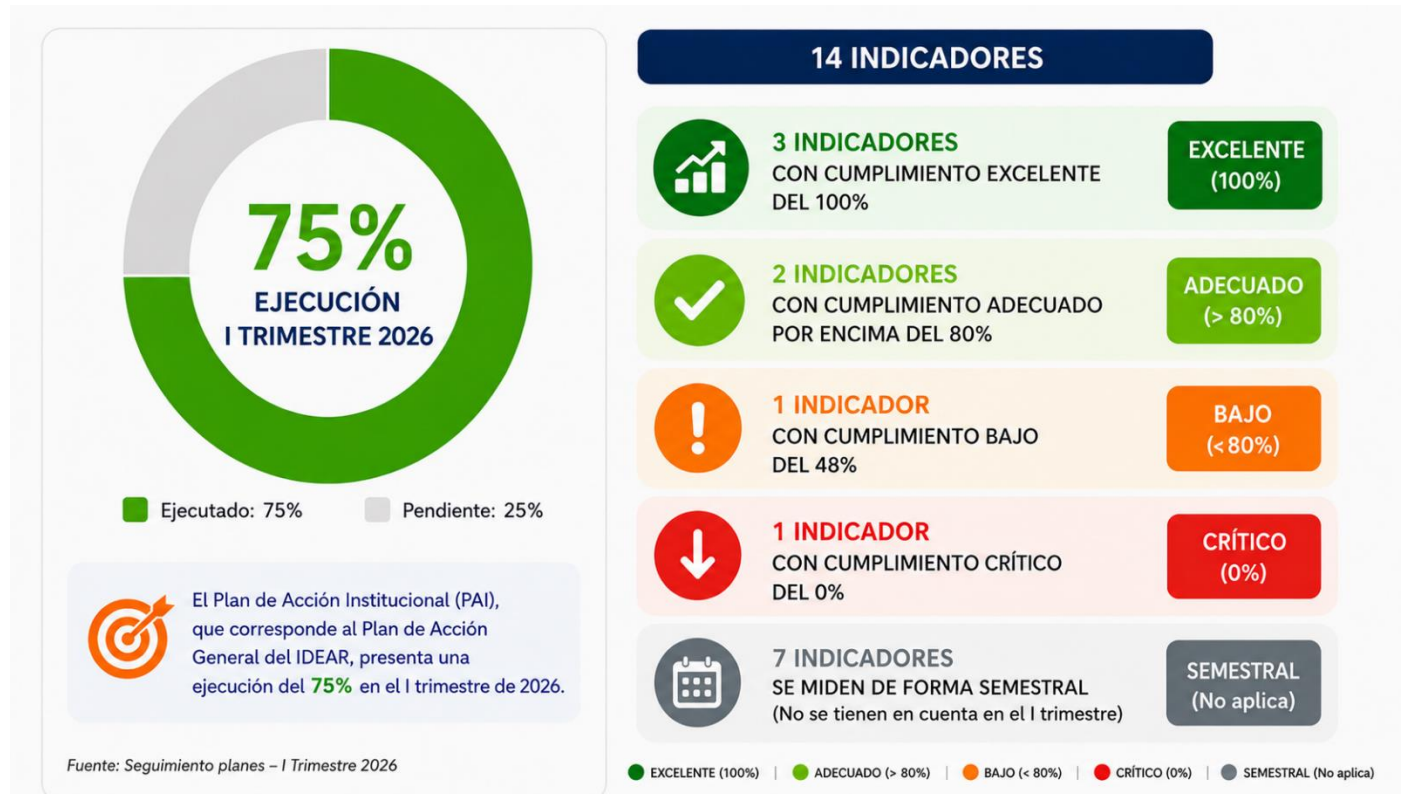 75%
EJECUCIÓN
I TRIMESTRE 2026
Ejecutado: 75%
Pendiente: 25%
El Plan de Acción Institucional (PAI),
que corresponde al Plan de Acción
General del IDEAR, presenta una
ejecución del 75% en el I trimestre de 2026.
Fuente: Seguimiento planes – I Trimestre 2026
14 INDICADORES
3 INDICADORES
CON CUMPLIMIENTO EXCELENTE
DEL 100%
EXCELENTE
(100%)
2 INDICADORES
CON CUMPLIMIENTO ADECUADO
POR ENCIMA DEL 80%
ADECUADO
(> 80%)
1 INDICADOR
CON CUMPLIMIENTO BAJO
DEL 48%
BAJO
(< 80%)
1 INDICADOR
CON CUMPLIMIENTO CRÍTICO
DEL 0%
CRÍTICO
(0%)
7 INDICADORES
SE MIDEN DE FORMA SEMESTRAL
(No se tienen en cuenta en el I trimestre)
SEMESTRAL
(No aplica)
EXCELENTE (100%) | ADECUADO (> 80%) | BAJO (< 80%) | CRÍTICO (0%) | SEMESTRAL (No aplica)